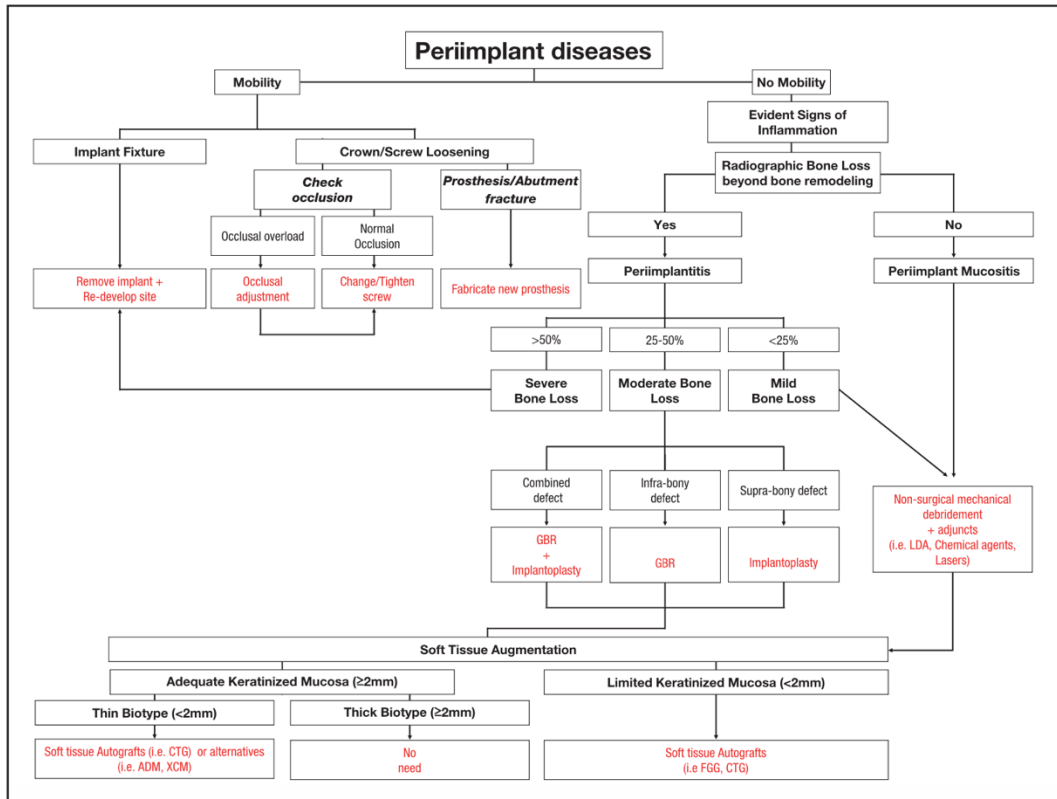 Periimplant diseases
Mobility
No Mobility
Evident Signs of
Inflammation
Implant Fixture
Crown/Screw Loosening
Radiographic Bone Loss
beyond bone remodeling
Check
occlusion
Prosthesis/Abutment
fracture
Occlusal overload
Normal
Occlusion
Yes
No
Remove implant +
Re-develop site
Occlusal
adjustment
Change/Tighten
screw
Fabricate new prosthesis
Periimplantitis
Periimplant Mucositis
>50%
25-50%
<25%
Severe
Bone Loss
Moderate Bone
Loss
Mild
Bone Loss
Combined
defect
Infra-bony
defect
Supra-bony defect
GBR
+
Implantoplasty
GBR
Implantoplasty
Non-surgical mechanical
debridement
+ adjuncts
(i.e. LDA, Chemical agents,
Lasers)
Soft Tissue Augmentation
Adequate Keratinized Mucosa (≥2mm)
Limited Keratinized Mucosa (<2mm)
Thin Biotype (<2mm)
Thick Biotype (≥2mm)
Soft tissue Autografts (i.e. CTG) or alternatives
(i.e. ADM, XCM)
No
need
Soft tissue Autografts
(i.e FGG, CTG)